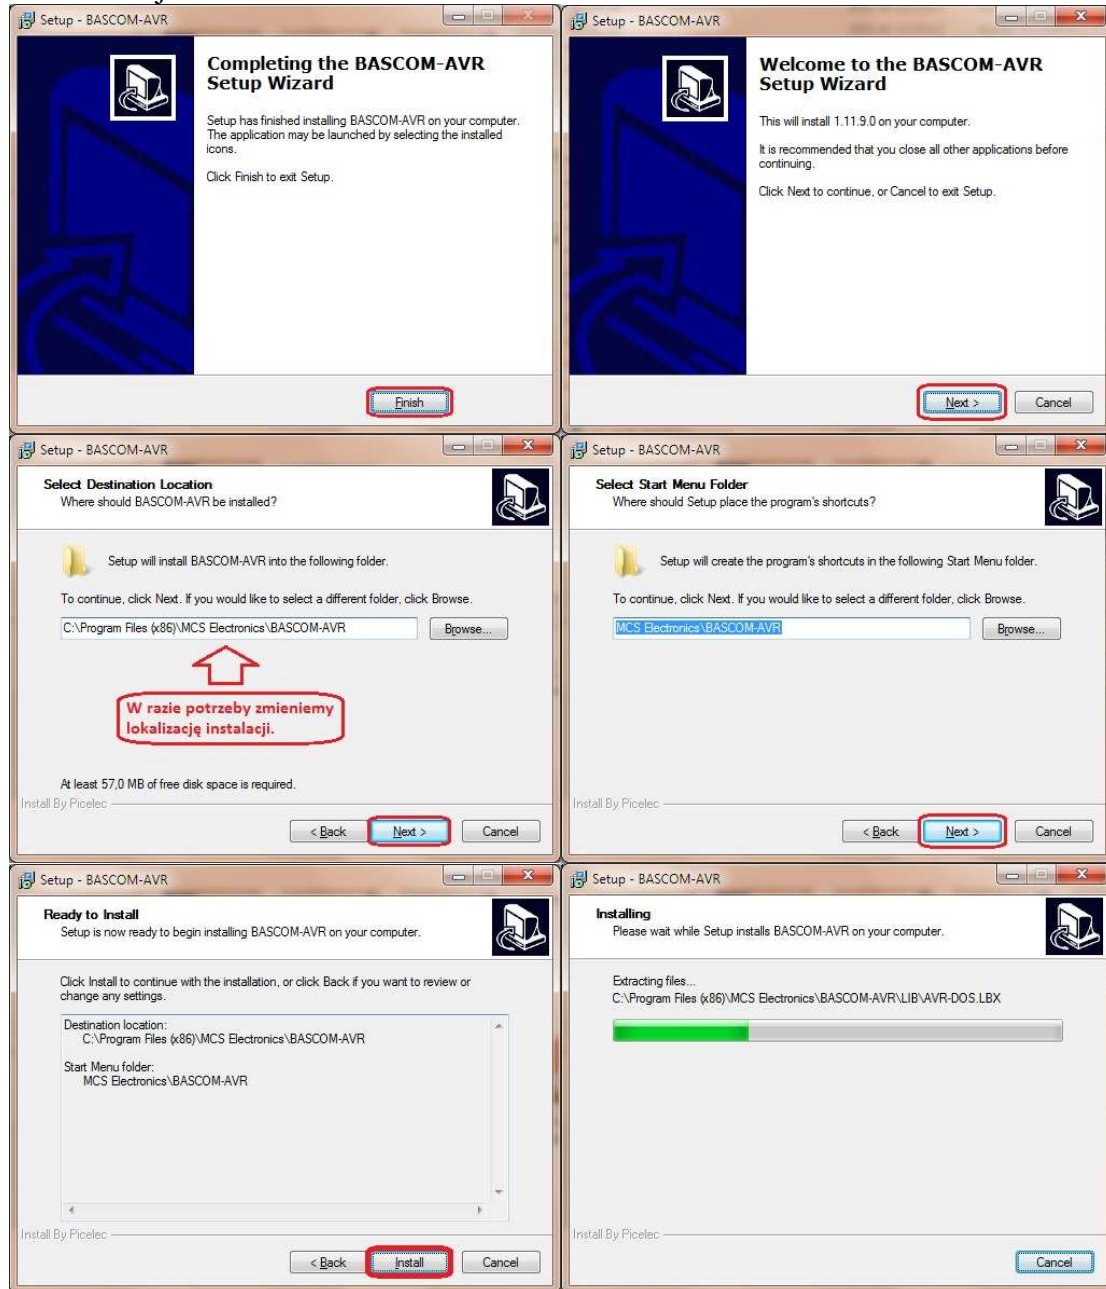 Setup - BASCOM-AVR
Completing the BASCOM-AVR
Setup Wizard
Setup has finished installing BASCOM-AVR on your computer.
The application may be launched by selecting the installed
icons.
Click Finish to exit Setup.
Finish
Setup - BASCOM-AVR
Welcome to the BASCOM-AVR
Setup Wizard
This will install 1.11.9.0 on your computer.
It is recommended that you close all other applications before
continuing.
Click Next to continue, or Cancel to exit Setup.
Next >
Cancel
Setup - BASCOM-AVR
Select Destination Location
Where should BASCOM-AVR be installed?
Setup will install BASCOM-AVR into the following folder.
To continue, click Next. If you would like to select a different folder, click Browse.
C:\Program Files (x86)\MCS Electronics\BASCOM-AVR
Browse...
W razie potrzeby zmieniemy
lokalizację instalacji.
At least 57,0 MB of free disk space is required.
Install By Picelec
< Back
Next >
Cancel
Setup - BASCOM-AVR
Select Start Menu Folder
Where should Setup place the program's shortcuts?
Setup will create the program's shortcuts in the following Start Menu folder.
To continue, click Next. If you would like to select a different folder, click Browse.
MCS Electronics\BASCOM-AVR
Browse...
Install By Picelec
< Back
Next >
Cancel
Setup - BASCOM-AVR
Ready to Install
Setup is now ready to begin installing BASCOM-AVR on your computer.
Click Install to continue with the installation, or click Back if you want to review or
change any settings.
Destination location:
C:\Program Files (x86)\MCS Electronics\BASCOM-AVR
Start Menu folder:
MCS Electronics\BASCOM-AVR
Install By Picelec
< Back
Install
Cancel
Setup - BASCOM-AVR
Installing
Please wait while Setup installs BASCOM-AVR on your computer.
Extracting files...
C:\Program Files (x86)\MCS Electronics\BASCOM-AVR\LIB\AVR-DOS.LBX
Install By Picelec
Cancel